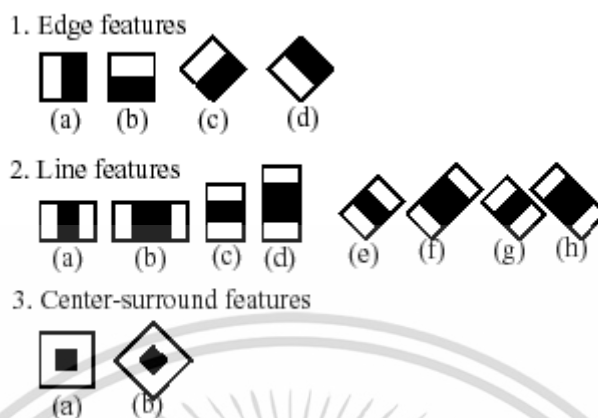 1. Edge features
(a) (b) (c) (d)
2. Line features
(a) (b) (c) (d) (e) (f) (g) (h)
3. Center-surround features
(a) (b)